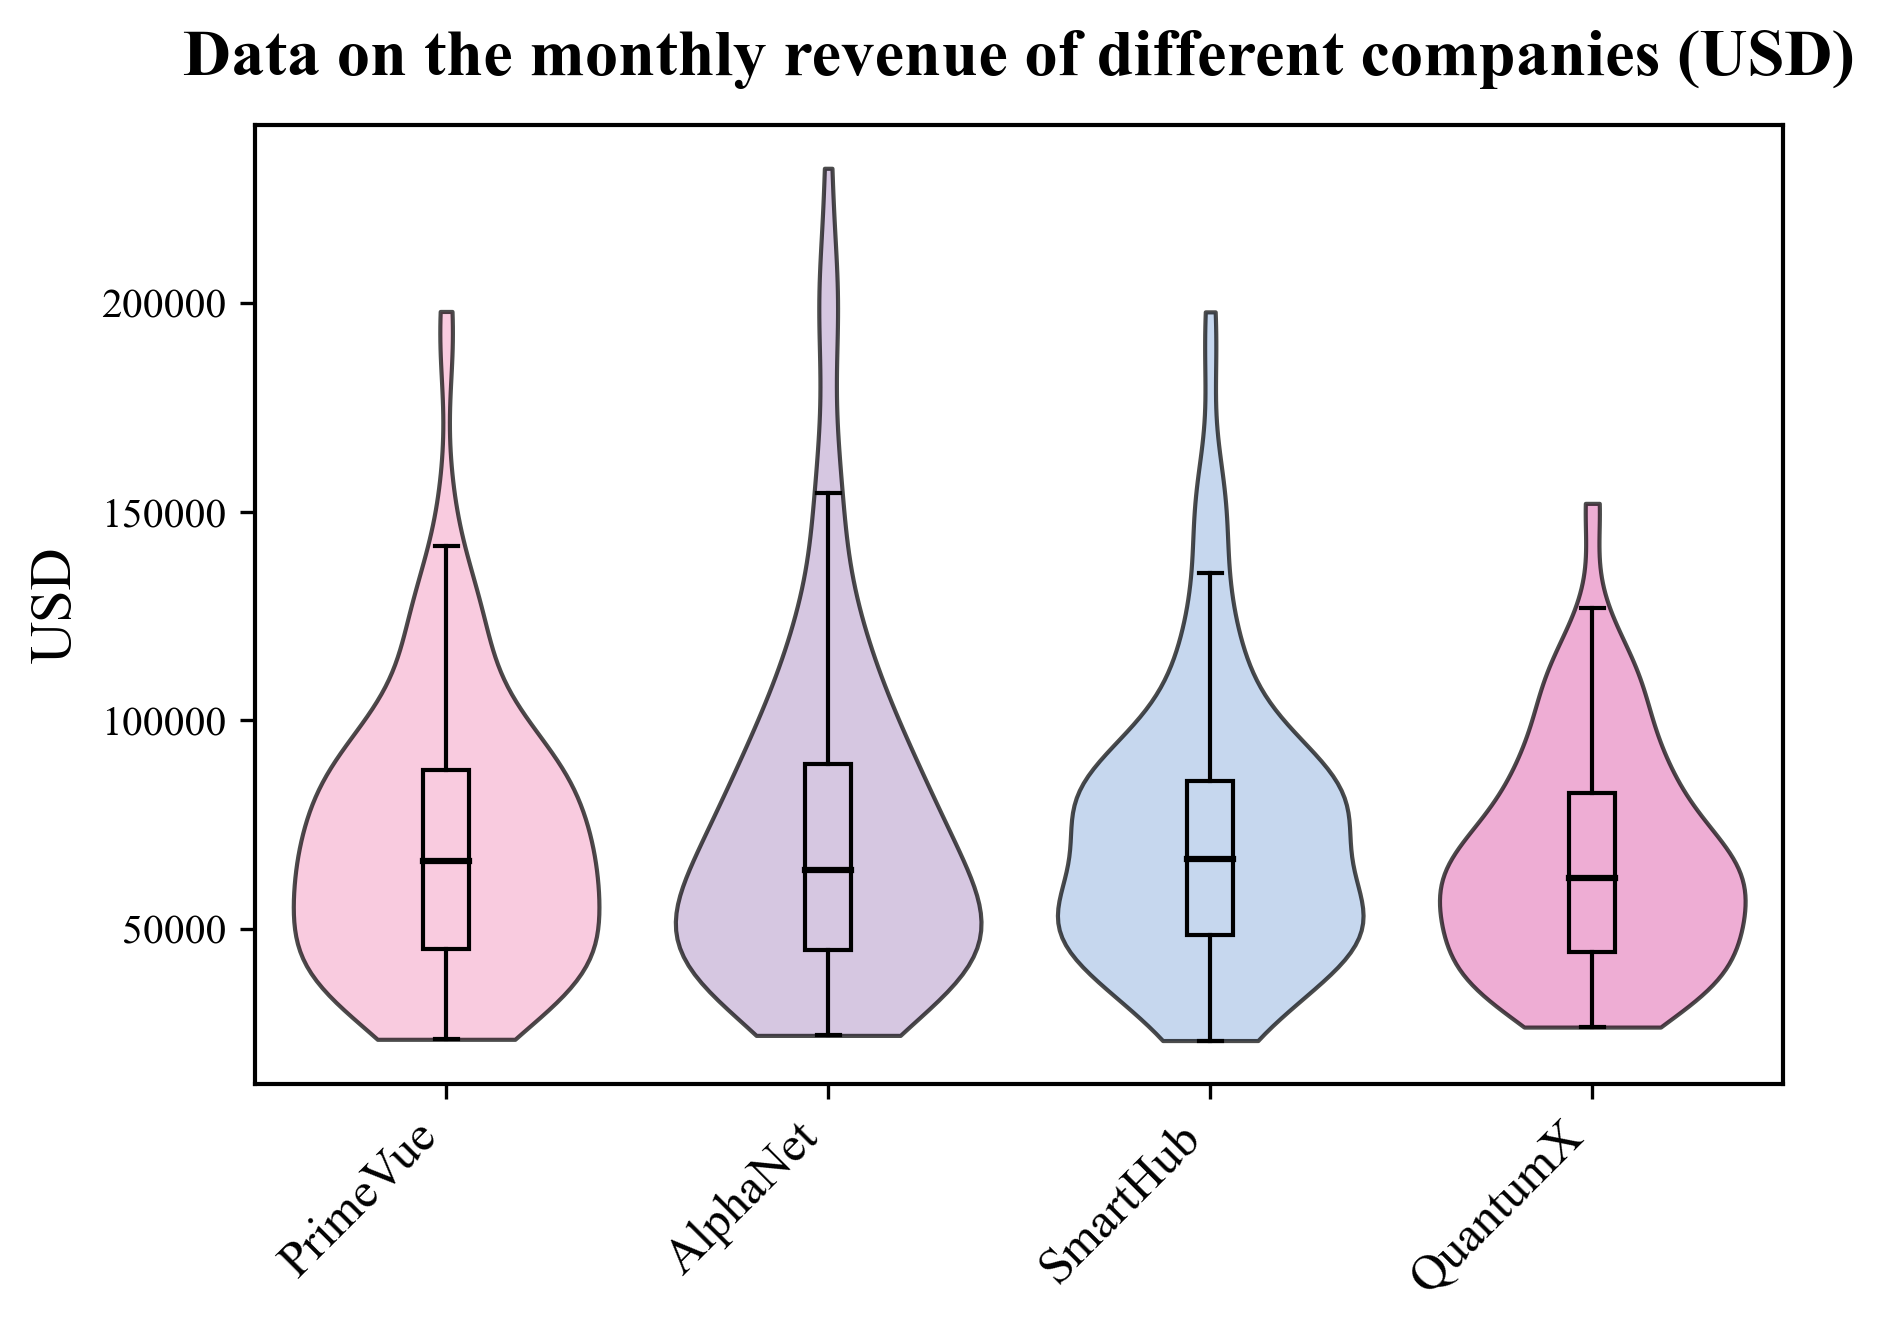 Data on the monthly revenue of different companies (USD)
USD
200000
150000
100000
50000
PrimeVue
AlphaNet
SmartHub
QuantumX